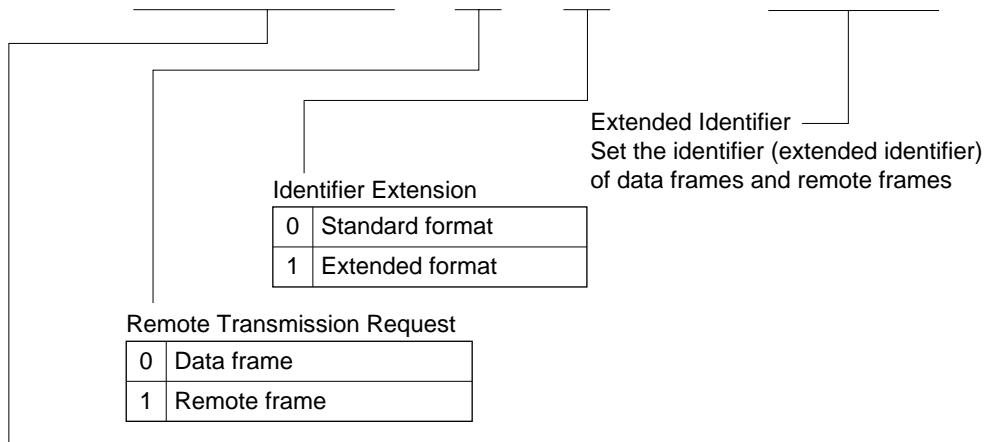 Extended Identifier
Set the identifier (extended identifier)
of data frames and remote frames
Identifier Extension
0 Standard format
1 Extended format
Remote Transmission Request
0 Data frame
1 Remote frame